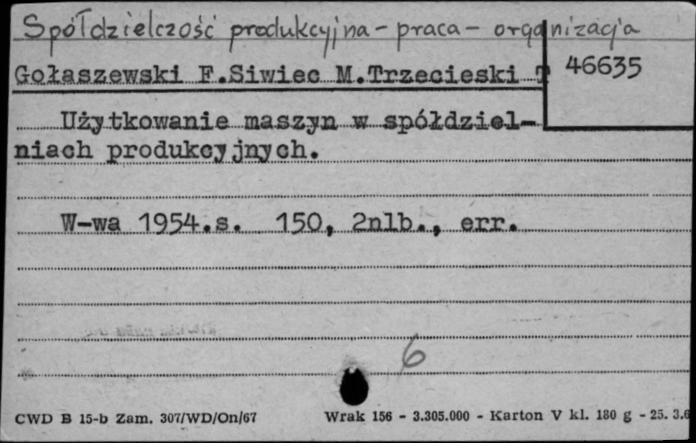 Spółdzielczość produkcyjna - praca - organizacja
46635
Gołaszewski F.Siwiec M.Trzecieski T
Użytkowanie maszyn w spółdziel-
niach produkcyjnych.
W-wa 1954.s. 150, 2nlb., err.
6
CWD B 15-b Zam. 307/WD/On/67 Wrak 156 - 3.305.000 - Karton V kl. 180 g - 25. 3.6